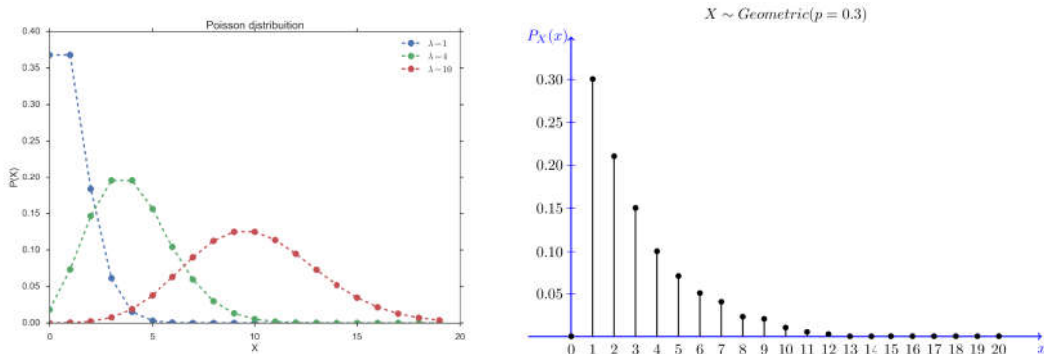 Poisson djstribuition
0.40
0.35
0.30
0.25
0.20
0.15
0.10
0.05
0.00
P(X)
0 5 10 15 20
X
λ=1
λ=4
λ=10
X ∼ Geometric(p = 0.3)
P_X(x)
0.30
0.25
0.20
0.15
0.10
0.05
0 1 2 3 4 5 6 7 8 9 10 11 12 13 14 15 16 17 18 19 20 x